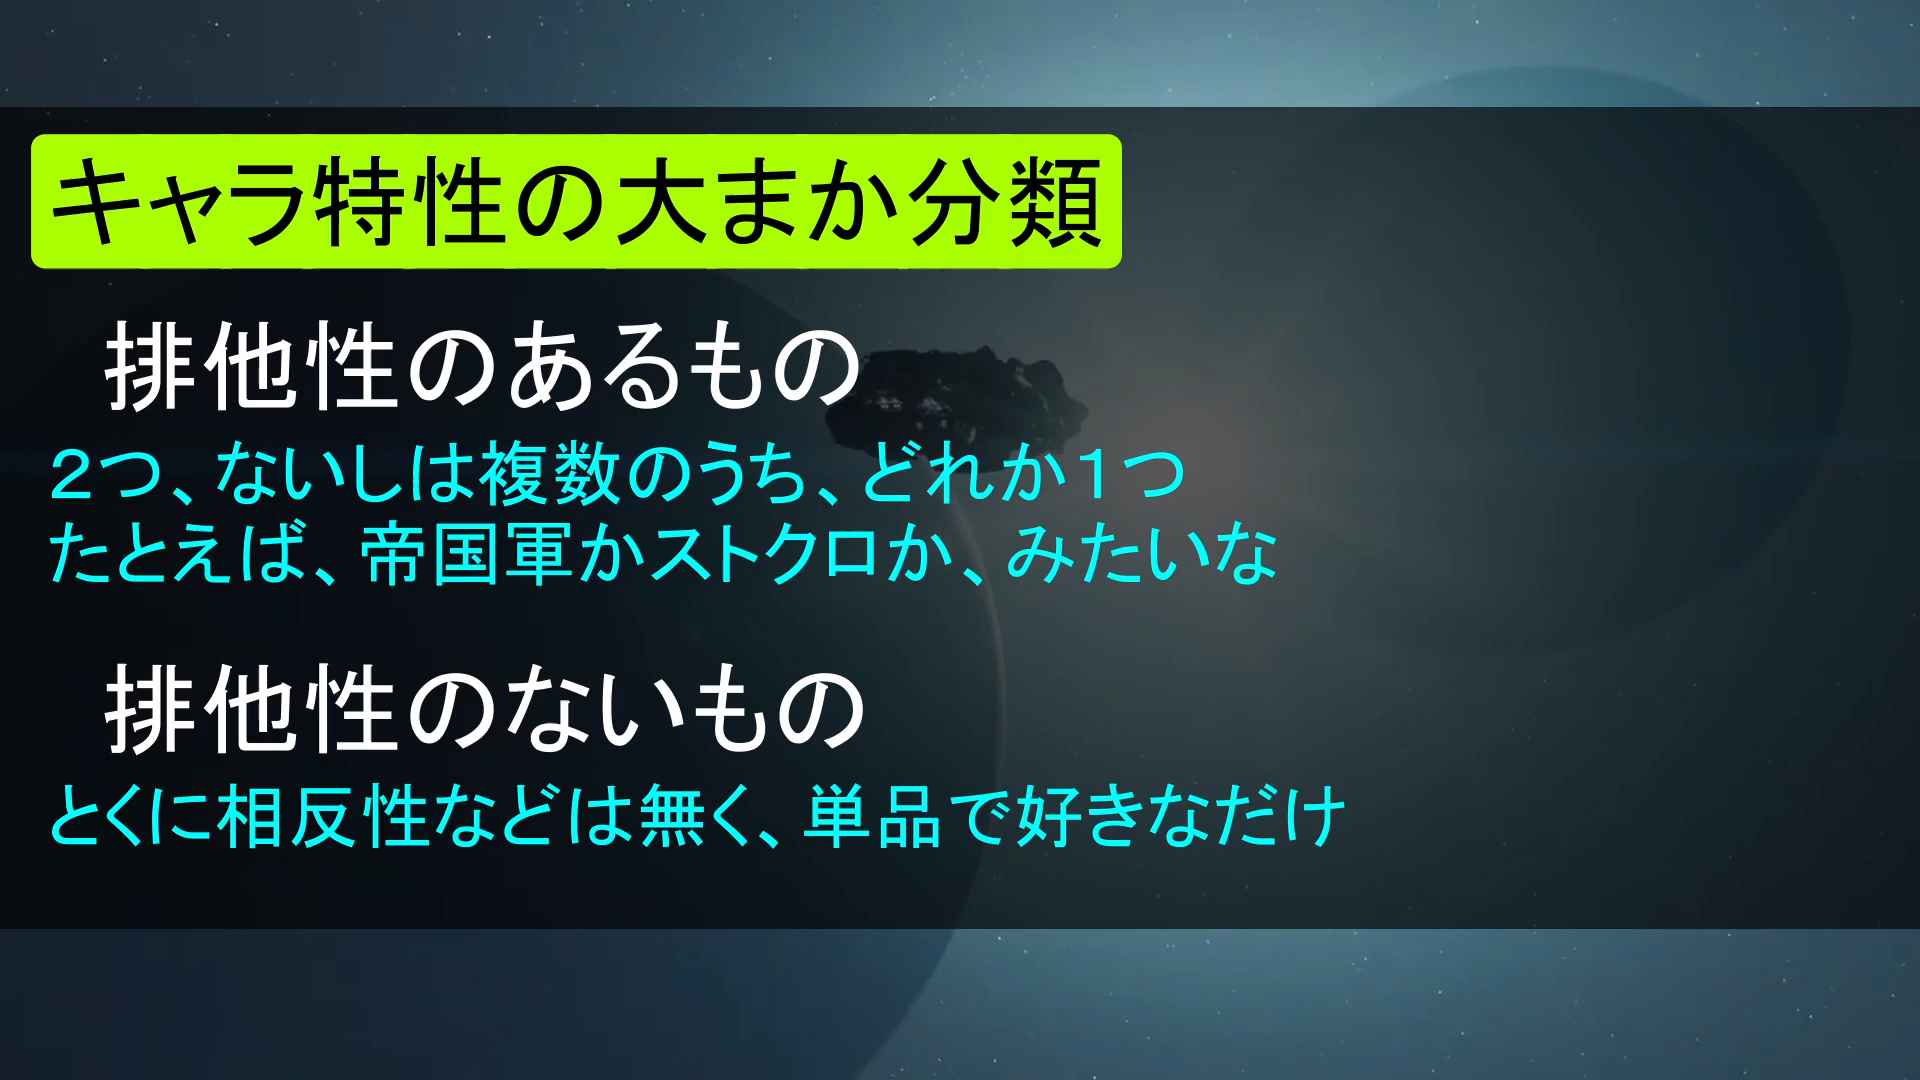 キャラ特性の大まか分類
排他性のあるもの
２つ、ないしは複数のうち、どれか１つ
たとえば、帝国軍かストクロか、みたいな
排他性のないもの
とくに相反性などは無く、単品で好きなだけ